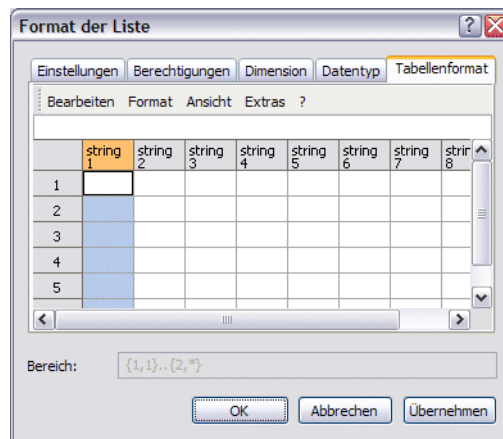 Format der Liste
Einstellungen Berechtigungen Dimension Datentyp Tabellenformat
Bearbeiten Format Ansicht Extras ?
string 1 string 2 string 3 string 4 string 5 string 6 string 7 8
1
2
3
4
5
Bereich: {1,1}..{2,*}
OK Abbrechen Übernehmen